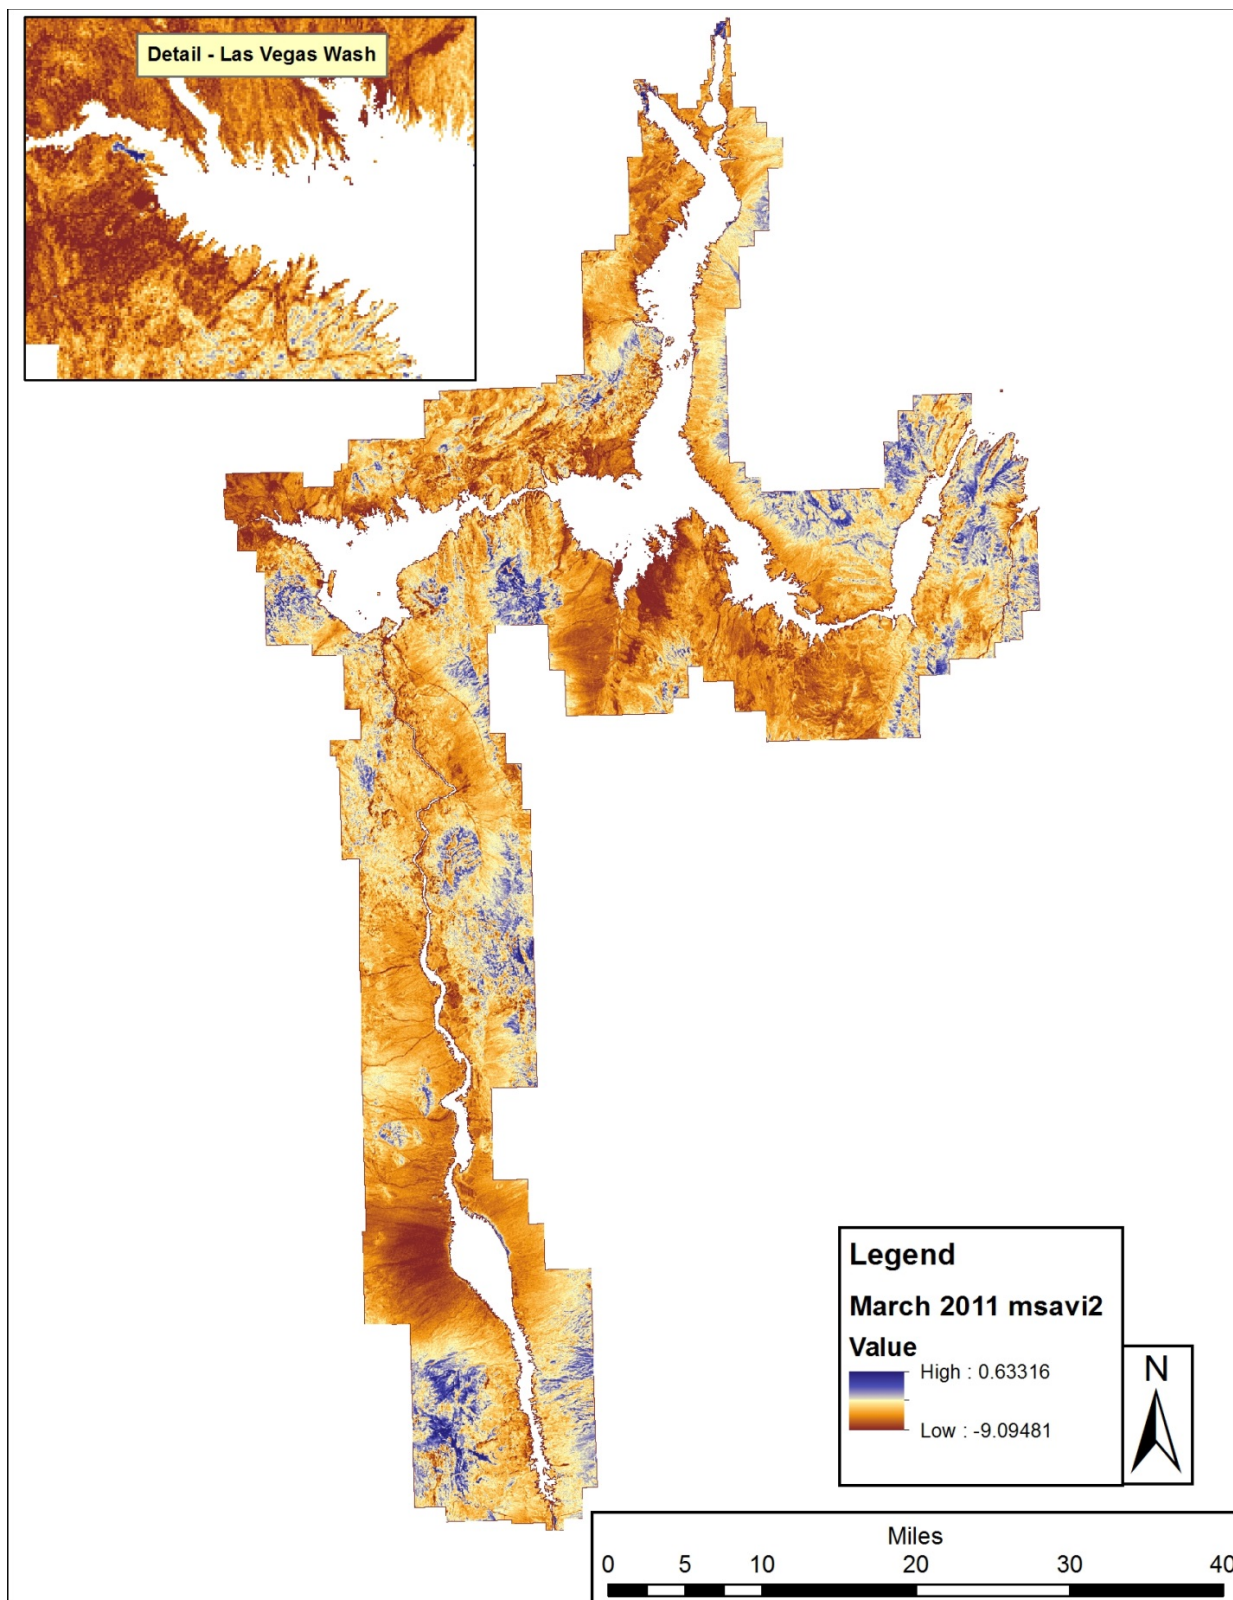 Detail - Las Vegas Wash
Legend
March 2011 msavi2
Value
High : 0.63316
Low : -9.09481
N
Miles
0 5 10 20 30 40